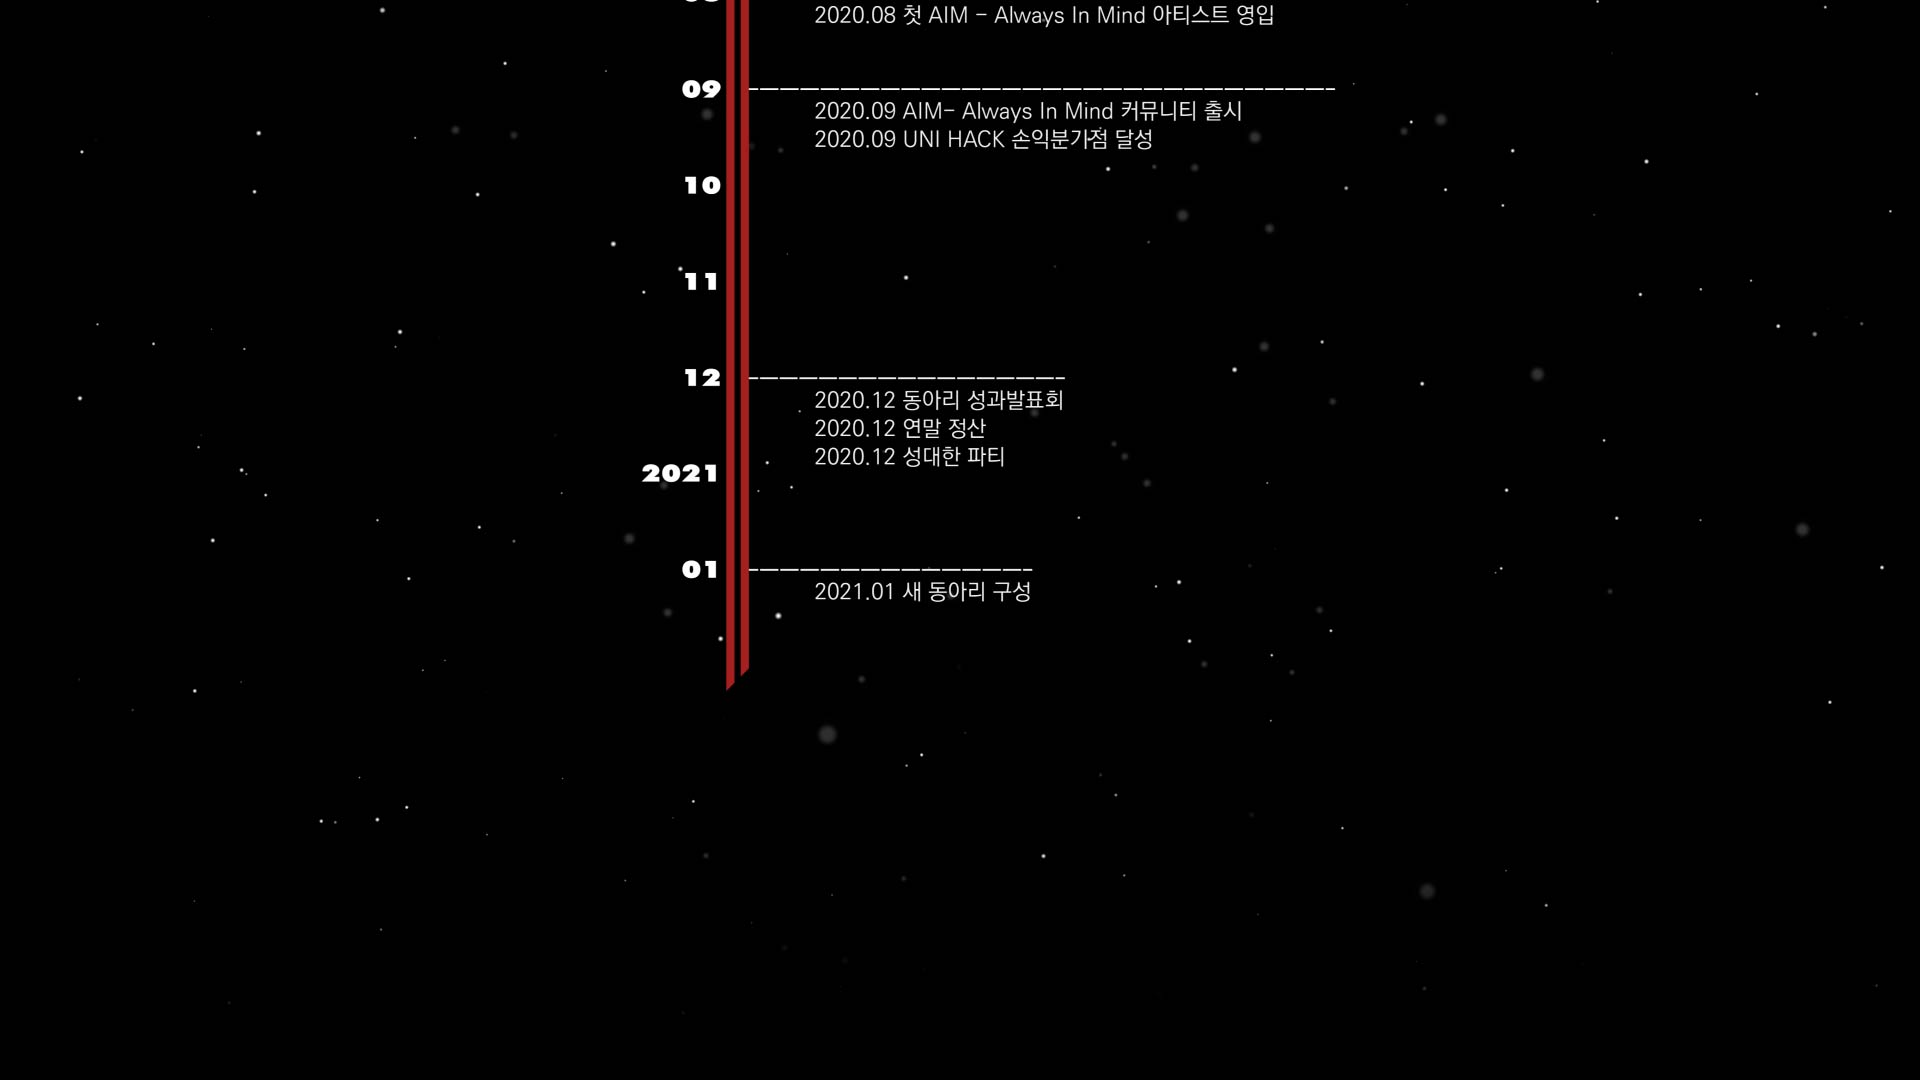 2020.08 첫 AIM - Always In Mind 아티스트 영입
09
2020.09 AIM- Always In Mind 커뮤니티 출시
2020.09 UNI HACK 손익분기점 달성
10
11
12
2020.12 동아리 성과발표회
2020.12 연말 정산
2020.12 성대한 파티
2021
01
2021.01 새 동아리 구성